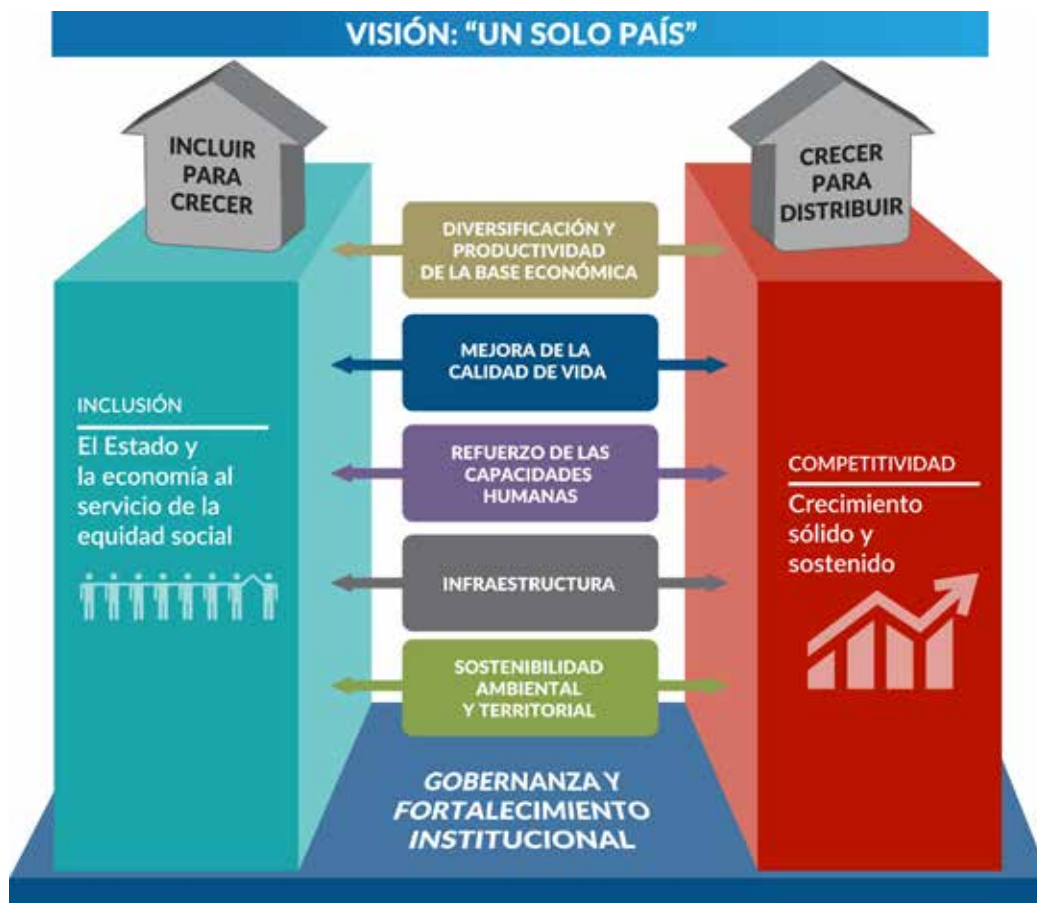 VISIÓN: “UN SOLO PAÍS”
INCLUIR
PARA
CRECER
CRECER
PARA
DISTRIBUIR
DIVERSIFICACIÓN Y
PRODUCTIVIDAD
DE LA BASE ECONÓMICA
MEJORA DE LA
CALIDAD DE VIDA
REFUERZO DE LAS
CAPACIDADES
HUMANAS
INFRAESTRUCTURA
SOSTENIBILIDAD
AMBIENTAL
Y TERRITORIAL
INCLUSIÓN
El Estado y
la economía al
servicio de la
equidad social
COMPETITIVIDAD
Crecimiento
sólido y
sostenido
GOBERNANZA Y
FORTALECIMIENTO
INSTITUCIONAL